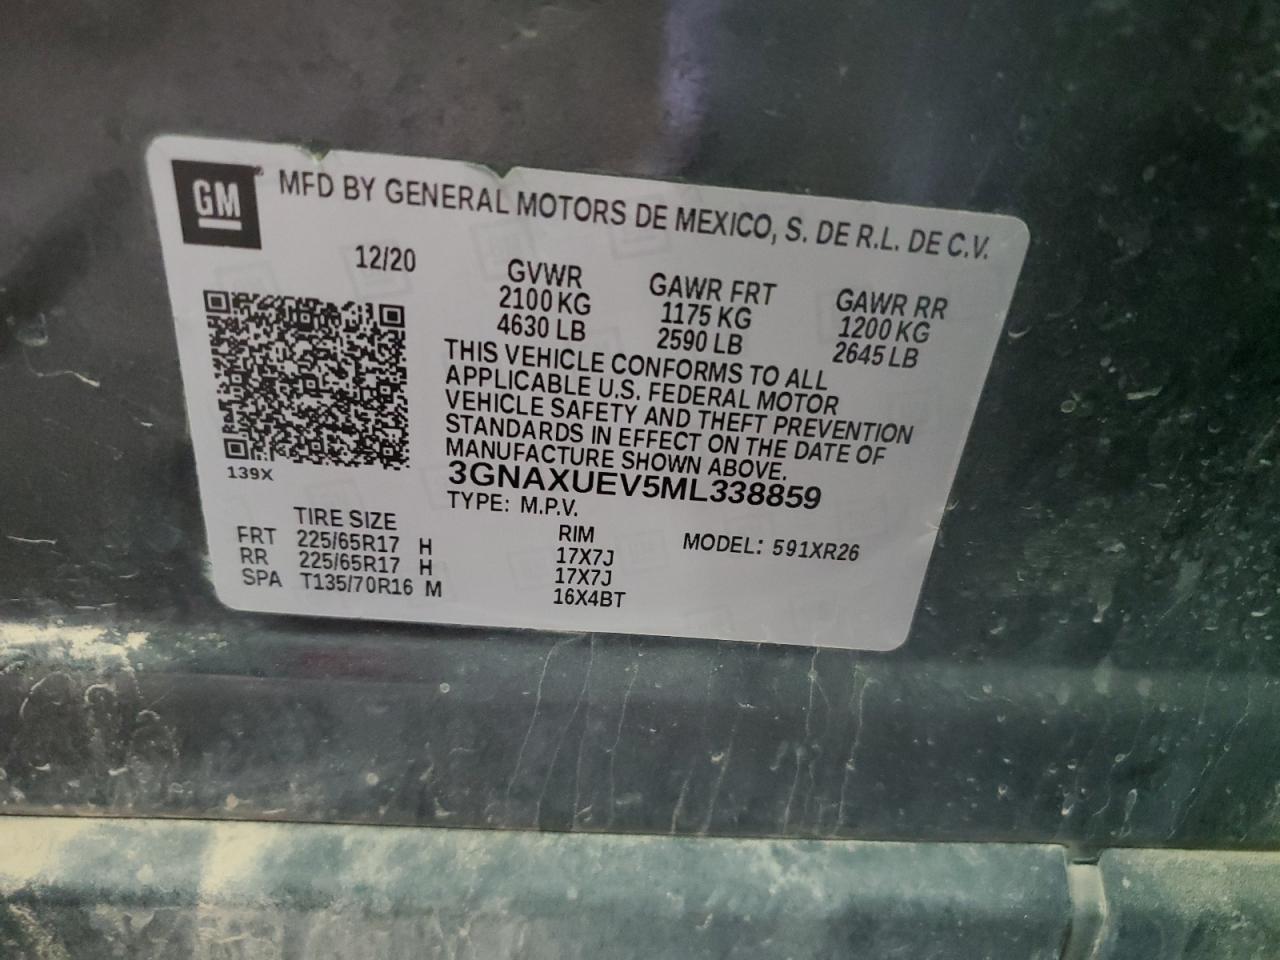 GM
MFD BY GENERAL MOTORS DE MEXICO, S. DE R.L. DE C.V.
12/20
GVWR
2100 KG
4630 LB
GAWR FRT
1175 KG
2590 LB
GAWR RR
1200 KG
2645 LB
THIS VEHICLE CONFORMS TO ALL
APPLICABLE U.S. FEDERAL MOTOR
VEHICLE SAFETY AND THEFT PREVENTION
STANDARDS IN EFFECT ON THE DATE OF
MANUFACTURE SHOWN ABOVE.
139X
3GNAXUEV5ML338859
TYPE: M.P.V.
TIRE SIZE RIM MODEL: 591XR26
FRT 225/65R17 H 17X7J
RR 225/65R17 H 17X7J
SPA T135/70R16 M 16X4BT